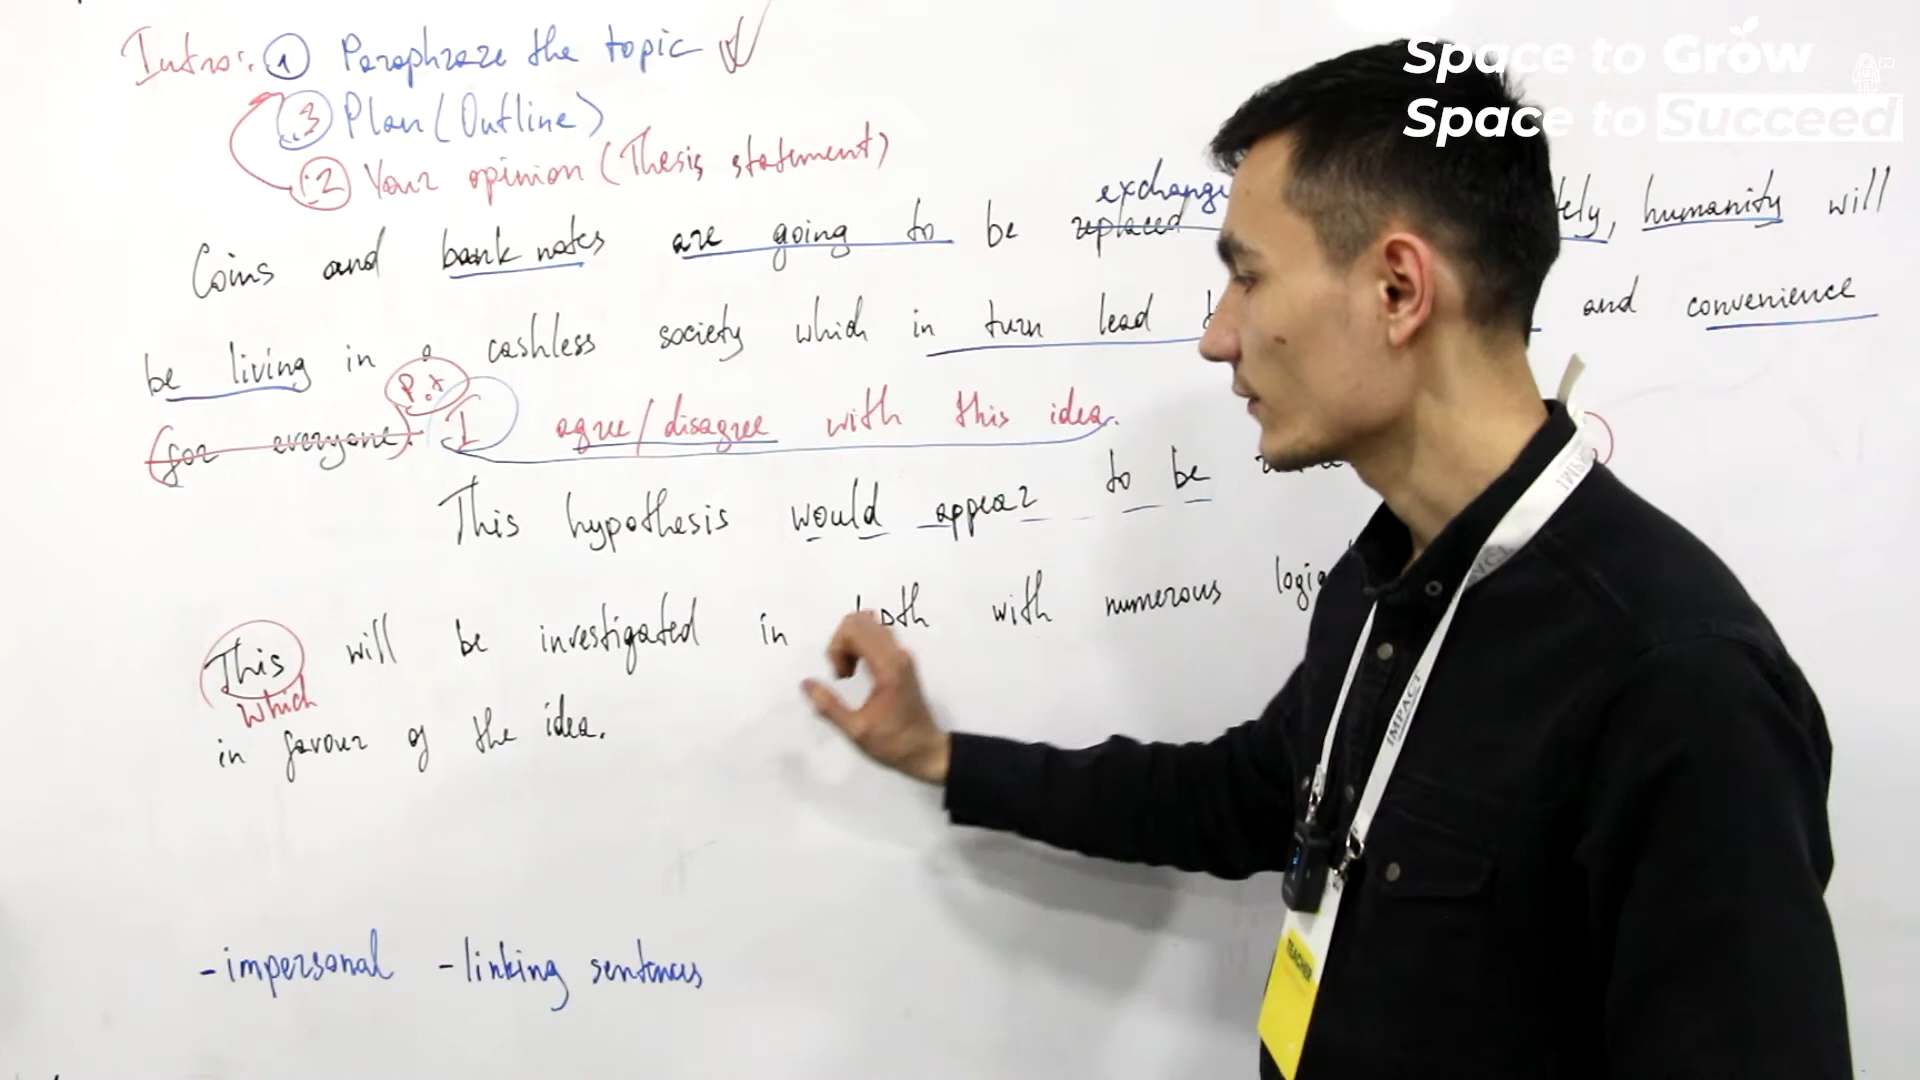 Intro: 1 Paraphraze the topic
3 Plan (Outline)
2 Your opinion (Thesis statement)
exchange
Coins and bank notes are going to be replaced humanity will
be living in a cashless society which in turn lead and convenience
(for everyone). I agree/disagree with this idea.
This hypothesis would appear to be
This will be investigated in with numerous
which
in favour of the idea.
- impersonal - linking sentences
Space to Grow
Space to Succeed
IMPACT
TEACHER